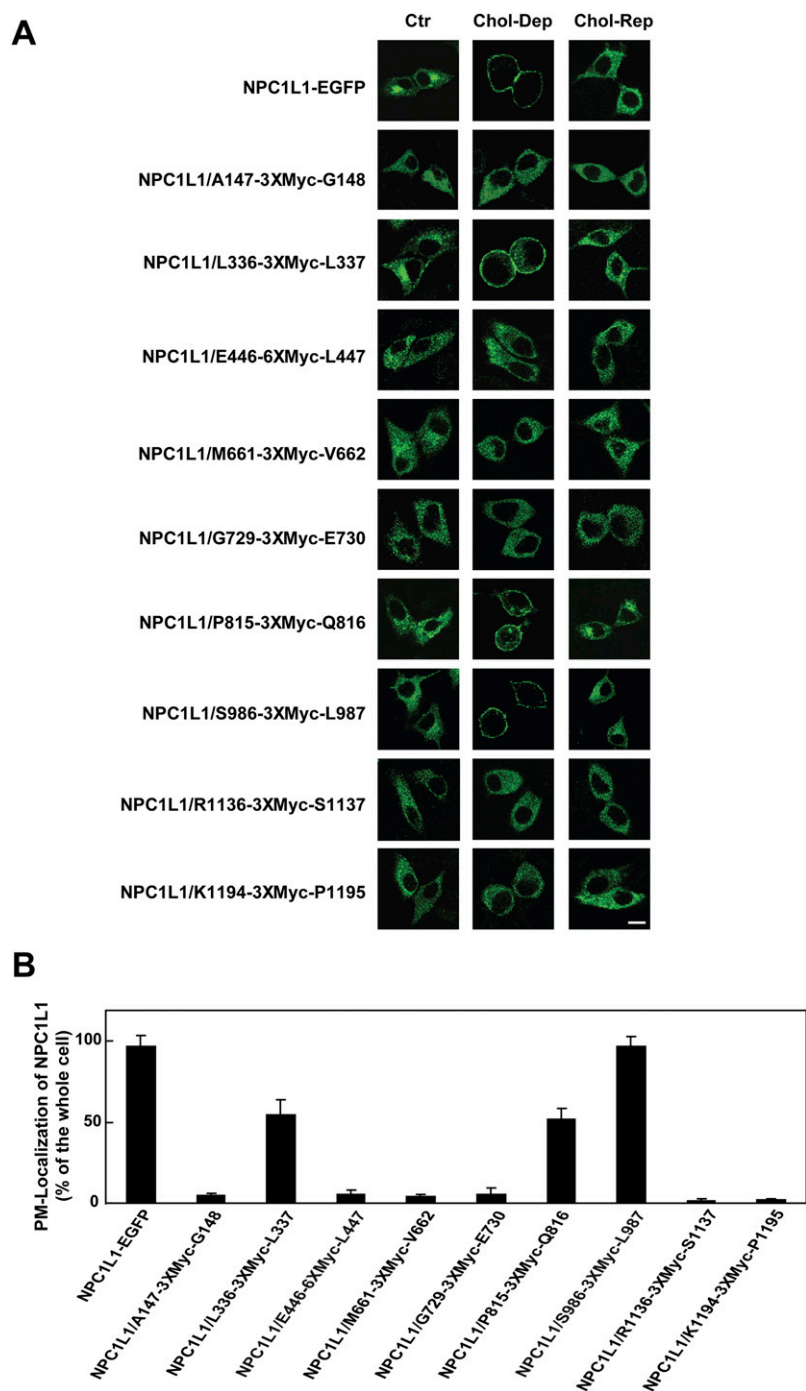 A
Ctr Chol-Dep Chol-Rep
NPC1L1-EGFP
NPC1L1/A147-3XMyc-G148
NPC1L1/L336-3XMyc-L337
NPC1L1/E446-6XMyc-L447
NPC1L1/M661-3XMyc-V662
NPC1L1/G729-3XMyc-E730
NPC1L1/P815-3XMyc-Q816
NPC1L1/S986-3XMyc-L987
NPC1L1/R1136-3XMyc-S1137
NPC1L1/K1194-3XMyc-P1195
B
PM-Localization of NPC1L1
(% of the whole cell)
100
50
0
NPC1L1-EGFP
NPC1L1/A147-3XMyc-G148
NPC1L1/L336-3XMyc-L337
NPC1L1/E446-6XMyc-L447
NPC1L1/M661-3XMyc-V662
NPC1L1/G729-3XMyc-E730
NPC1L1/P815-3XMyc-Q816
NPC1L1/S986-3XMyc-L987
NPC1L1/R1136-3XMyc-S1137
NPC1L1/K1194-3XMyc-P1195